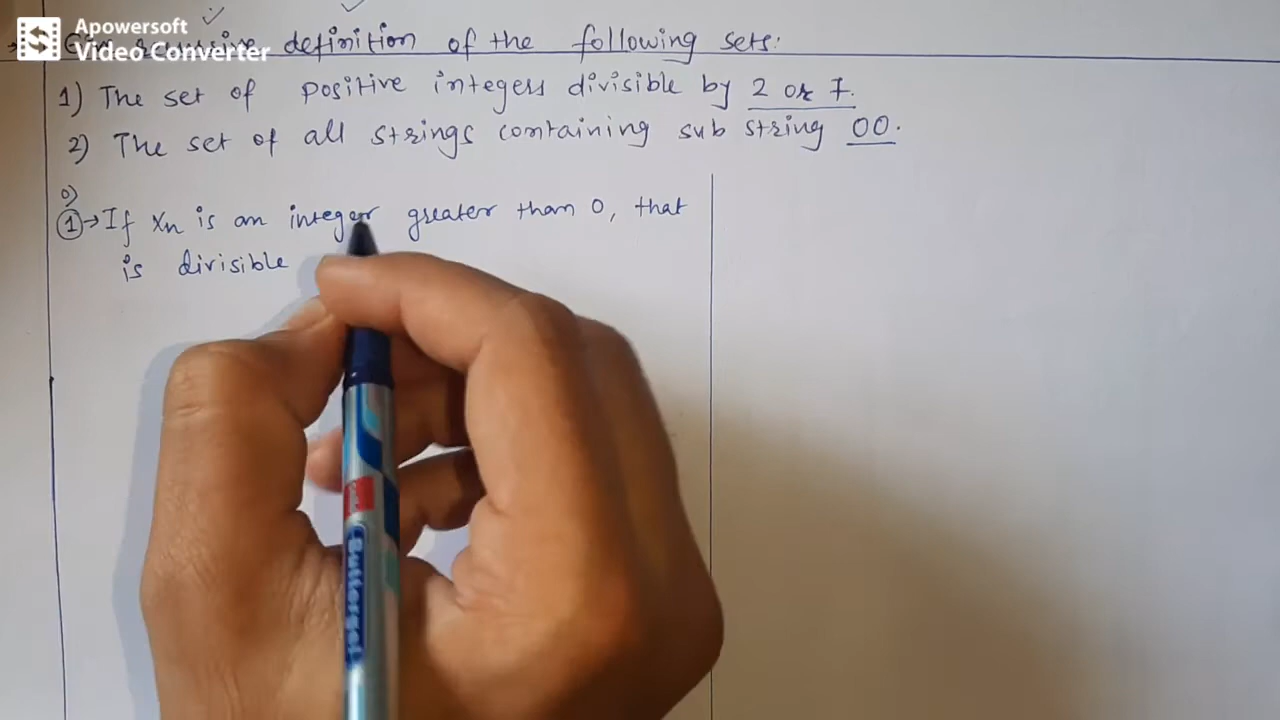 Apowersoft
Video Converter
definition of the following sets:
1) The set of positive integers divisible by 2 or 7.
2) The set of all strings containing sub string 00.
①→If xn is an integer greater than 0, that
is divisible
Buttergel